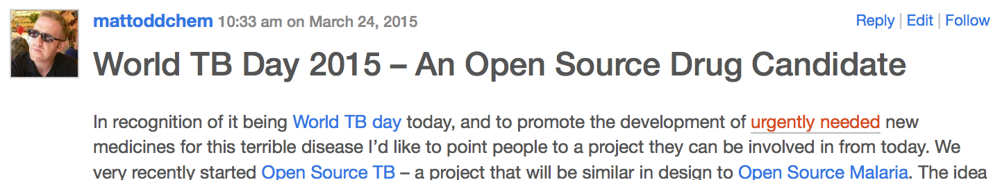 mattoddchem 10:33 am on March 24, 2015 Reply | Edit | Follow
World TB Day 2015 – An Open Source Drug Candidate
In recognition of it being World TB day today, and to promote the development of urgently needed new
medicines for this terrible disease I’d like to point people to a project they can be involved in from today. We
very recently started Open Source TB – a project that will be similar in design to Open Source Malaria. The idea